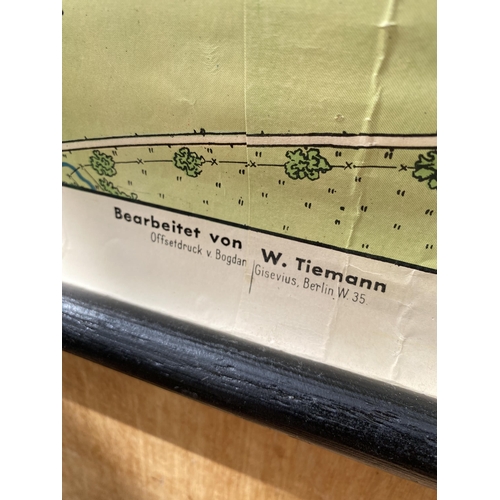 Bearbeitet von W. Tiemann
Offsetdruck v. Bogdan Gisevius, Berlin W 35.